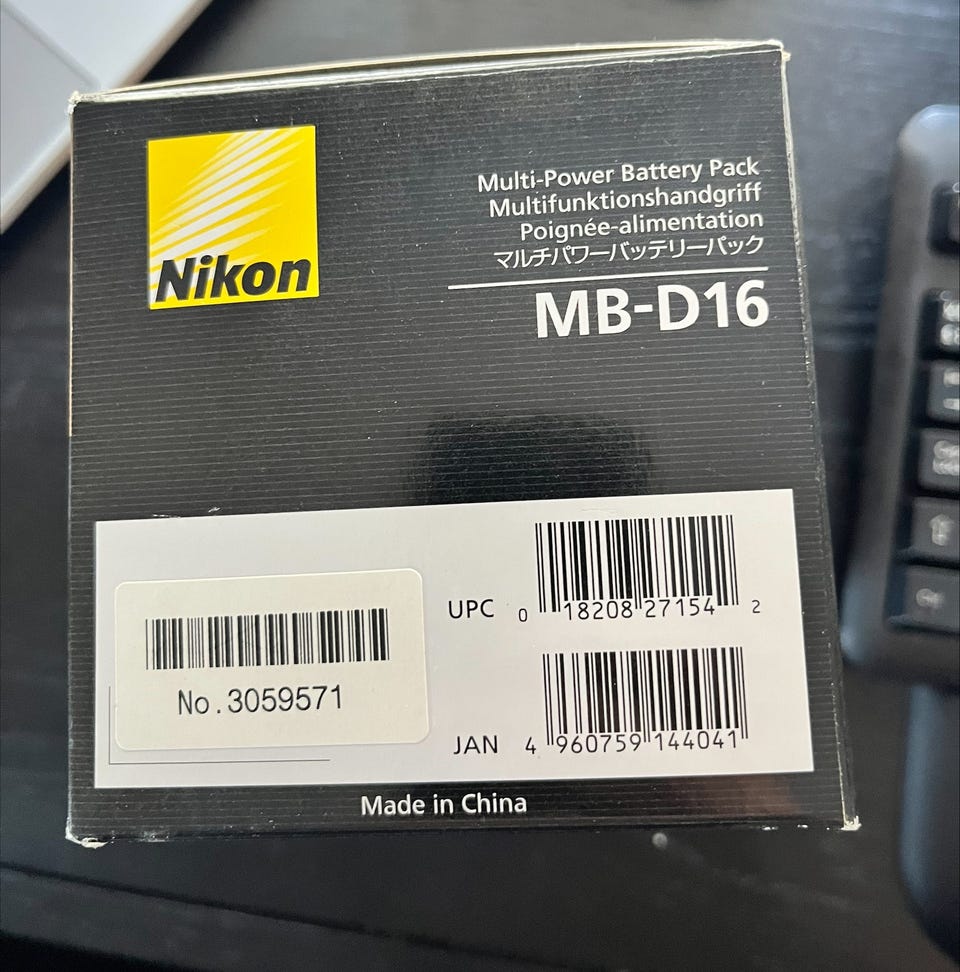 Nikon
Multi-Power Battery Pack
Multifunktionshandgriff
Poignée-alimentation
マルチパワーバッテリーパック
MB-D16
UPC 0 18208 27154 2
No.3059571
JAN 4 960759 144041
Made in China